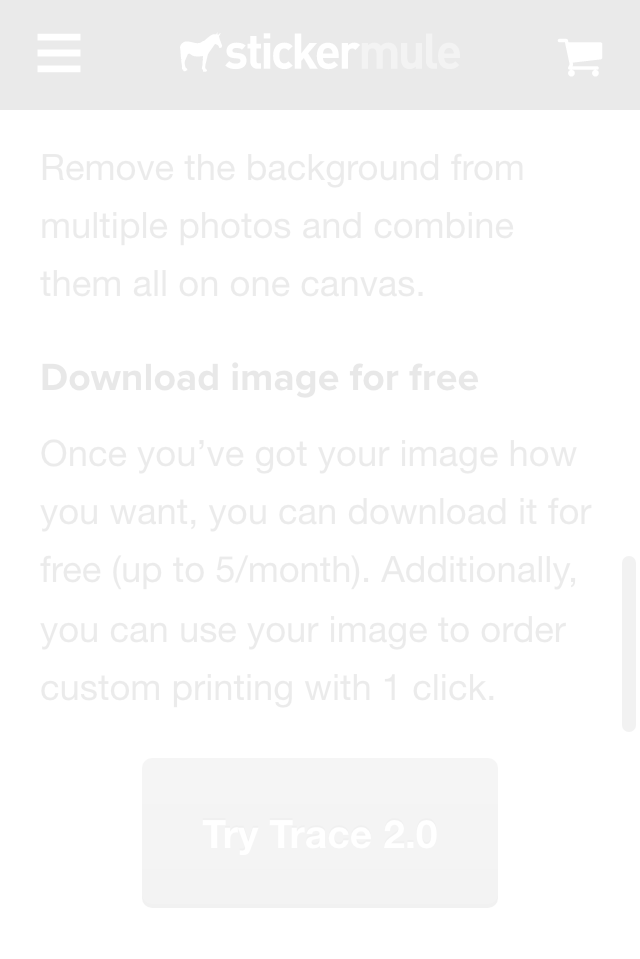 stickermule
Remove the background from
multiple photos and combine
them all on one canvas.
Download image for free
Once you’ve got your image how
you want, you can download it for
free (up to 5/month). Additionally,
you can use your image to order
custom printing with 1 click.
Try Trace 2.0